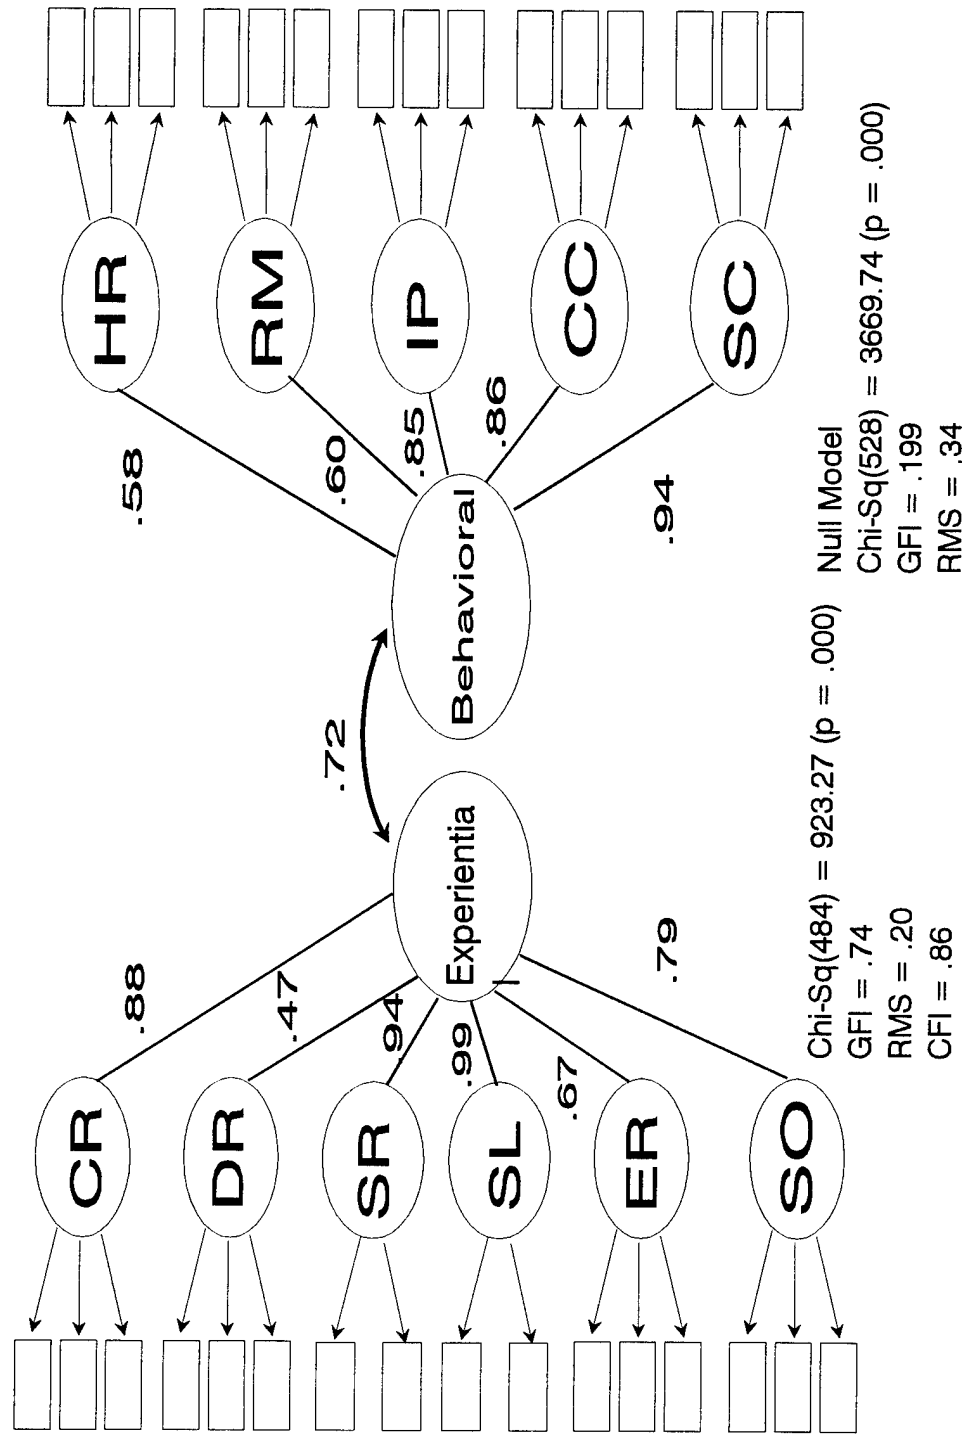 CR
DR
SR
SL
ER
SO
.88
.47
.94
.99
.67
.79
Experientia
l
.72
Behavioral
.58
.60
.85
.86
.94
HR
RM
IP
CC
SC
Chi-Sq(484) = 923.27 (p = .000)
GFI = .74
RMS = .20
CFI = .86
Null Model
Chi-Sq(528) = 3669.74 (p = .000)
GFI = .199
RMS = .34